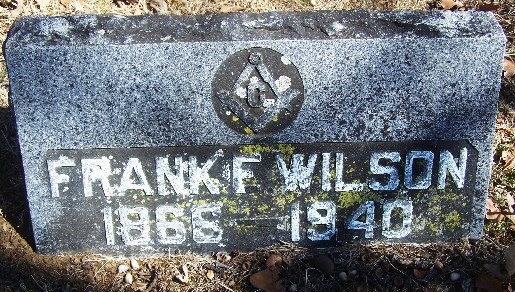 G
FRANK F. WILSON
1866 – 1940